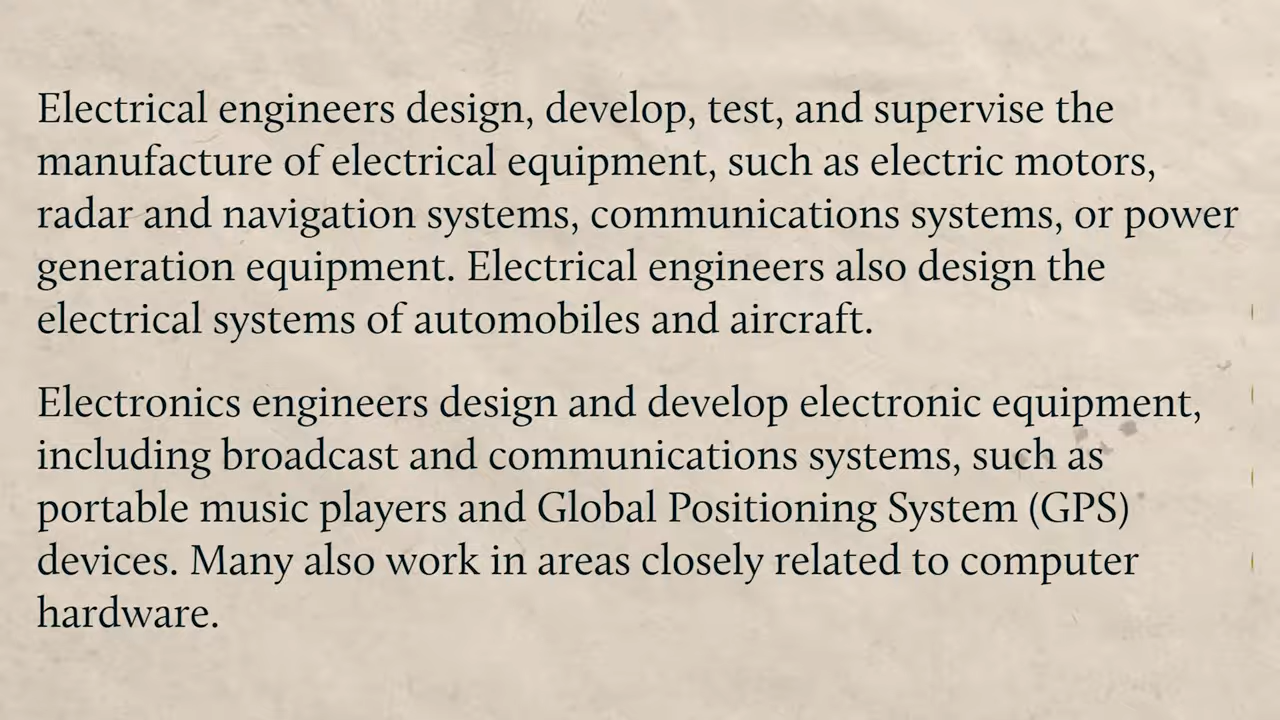 Electrical engineers design, develop, test, and supervise the
manufacture of electrical equipment, such as electric motors,
radar and navigation systems, communications systems, or power
generation equipment. Electrical engineers also design the
electrical systems of automobiles and aircraft.
Electronics engineers design and develop electronic equipment,
including broadcast and communications systems, such as
portable music players and Global Positioning System (GPS)
devices. Many also work in areas closely related to computer
hardware.